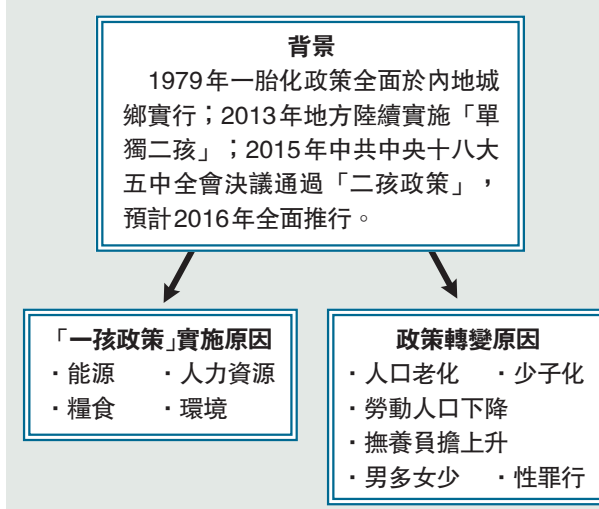 背景
1979年一胎化政策全面於內地城
鄉實行；2013年地方陸續實施「單
獨二孩」；2015年中共中央十八大
五中全會決議通過「二孩政策」，
預計2016年全面推行。
「一孩政策」實施原因
・能源 ・人力資源
・糧食 ・環境
政策轉變原因
・人口老化 ・少子化
・勞動人口下降
・撫養負擔上升
・男多女少 ・性罪行